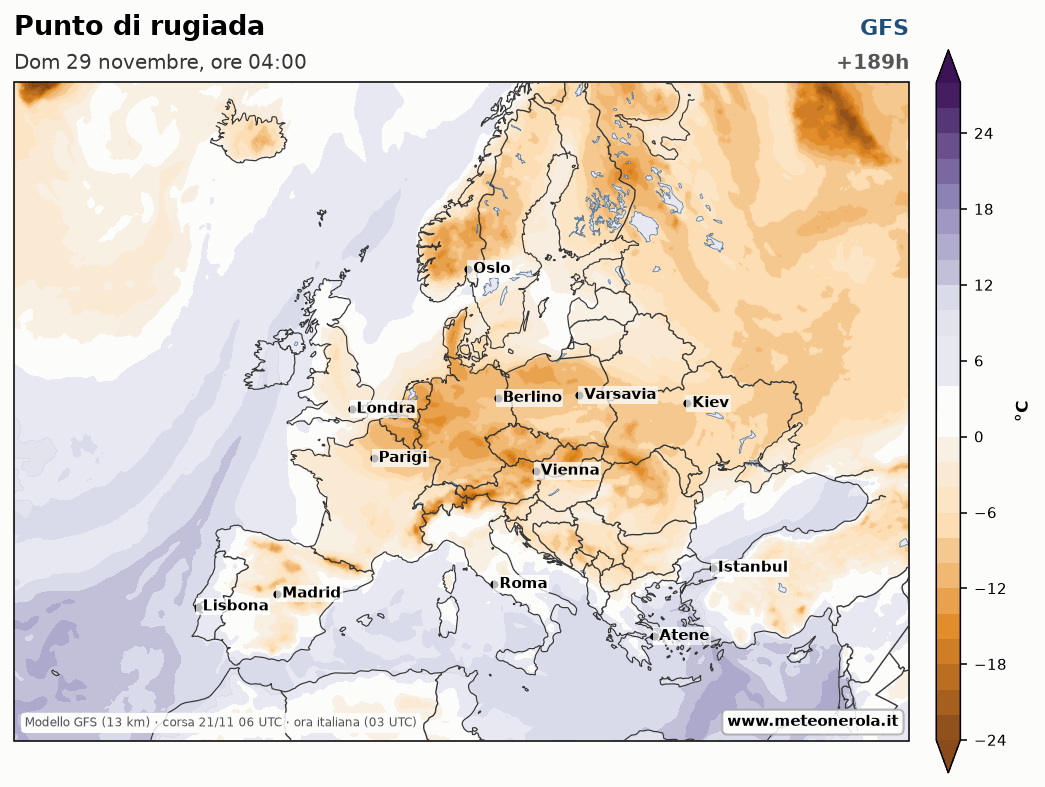 Punto di rugiada
GFS
Dom 29 novembre, ore 04:00
+189h
Oslo
Londra
Berlino
Varsavia
Kiev
Parigi
Vienna
Istanbul
Roma
Madrid
Lisbona
Atene
Modello GFS (13 km) · corsa 21/11 06 UTC · ora italiana (03 UTC)
www.meteonerola.it
24
18
12
6
0
−6
−12
−18
−24
°C